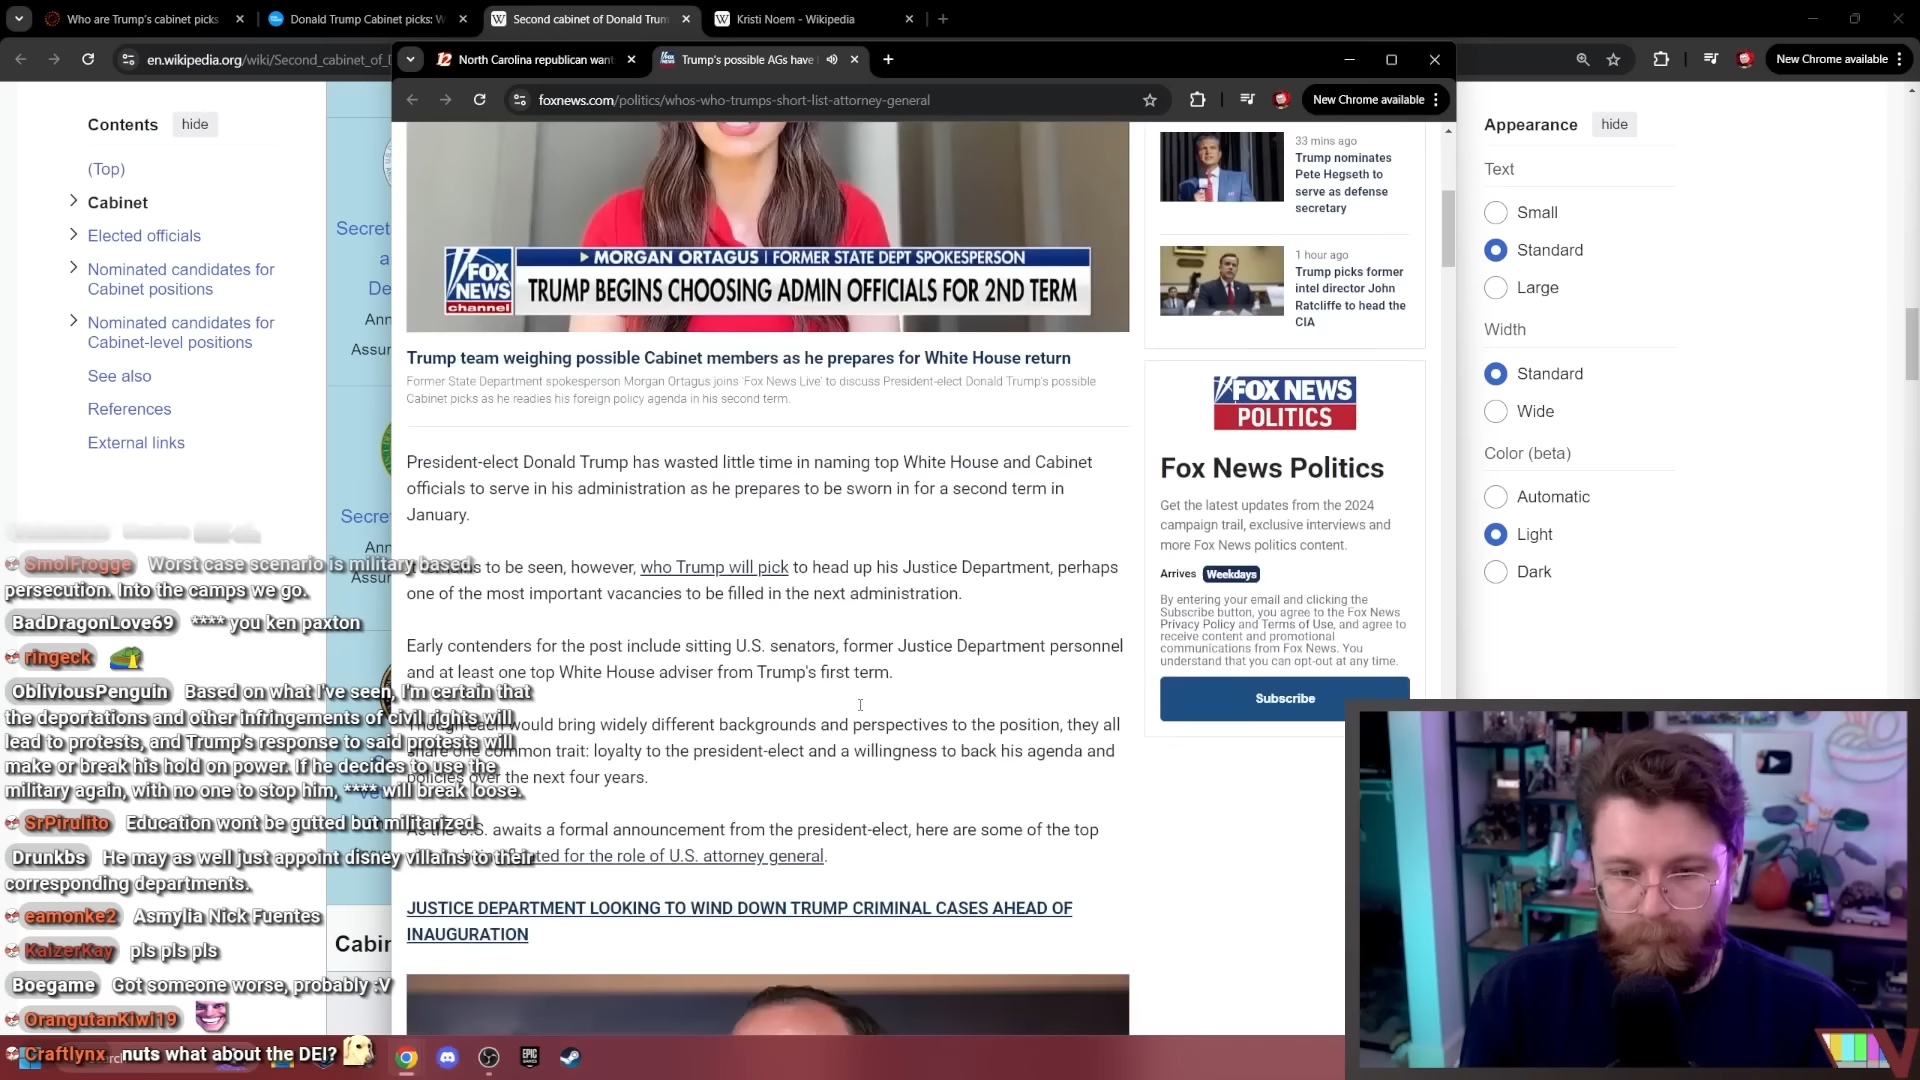 Who are Trump's cabinet picks
Donald Trump Cabinet picks: W
Second cabinet of Donald Trum
Kristi Noem - Wikipedia
en.wikipedia.org/wiki/Second_cabinet_of_
New Chrome available
North Carolina republican want
Trump's possible AGs have
foxnews.com/politics/whos-who-trumps-short-list-attorney-general
New Chrome available
Contents hide
(Top)
Cabinet
Elected officials
Nominated candidates for
Cabinet positions
Nominated candidates for
Cabinet-level positions
See also
References
External links
Secret
a
De
Ann
Assur
Secre
Ann
Assu
Cabin
MORGAN ORTAGUS | FORMER STATE DEPT SPOKESPERSON
FOX
NEWS
channel
TRUMP BEGINS CHOOSING ADMIN OFFICIALS FOR 2ND TERM
Trump team weighing possible Cabinet members as he prepares for White House return
Former State Department spokesperson Morgan Ortagus joins 'Fox News Live' to discuss President-elect Donald Trump's possible
Cabinet picks as he readies his foreign policy agenda in his second term.
President-elect Donald Trump has wasted little time in naming top White House and Cabinet
officials to serve in his administration as he prepares to be sworn in for a second term in
January.
to be seen, however, who Trump will pick to head up his Justice Department, perhaps
one of the most important vacancies to be filled in the next administration.
Early contenders for the post include sitting U.S. senators, former Justice Department personnel
and at least one top White House adviser from Trump's first term.
Though each would bring widely different backgrounds and perspectives to the position, they all
share one common trait: loyalty to the president-elect and a willingness to back his agenda and
policies over the next four years.
As the U.S. awaits a formal announcement from the president-elect, here are some of the top
for the role of U.S. attorney general.
JUSTICE DEPARTMENT LOOKING TO WIND DOWN TRUMP CRIMINAL CASES AHEAD OF
INAUGURATION
33 mins ago
Trump nominates
Pete Hegseth to
serve as defense
secretary
1 hour ago
Trump picks former
intel director John
Ratcliffe to head the
CIA
FOX NEWS
POLITICS
Fox News Politics
Get the latest updates from the 2024
campaign trail, exclusive interviews and
more Fox News politics content.
Arrives Weekdays
By entering your email and clicking the
Subscribe button, you agree to the Fox News
Privacy Policy and Terms of Use, and agree to
receive content and promotional
communications from Fox News. You
understand that you can opt-out at any time.
Subscribe
Appearance hide
Text
Small
Standard
Large
Width
Standard
Wide
Color (beta)
Automatic
Light
Dark
SmolFrogge Worst case scenario is military based
persecution. Into the camps we go.
BadDragonLove69 **** you ken paxton
ringeck
ObliviousPenguin Based on what I've seen, I'm certain that
the deportations and other infringements of civil rights will
lead to protests, and Trump's response to said protests will
make or break his hold on power. If he decides to use the
military again, with no one to stop him, **** will break loose.
SrPirulito Education wont be gutted but militarized
Drunkbs He may as well just appoint disney villains to their
corresponding departments.
eamonke2 Asmylia Nick Fuentes
KaizerKay pls pls pls
Boegame Got someone worse, probably :V
OrangutanKiwi19
Craftlynx nuts what about the DEI?